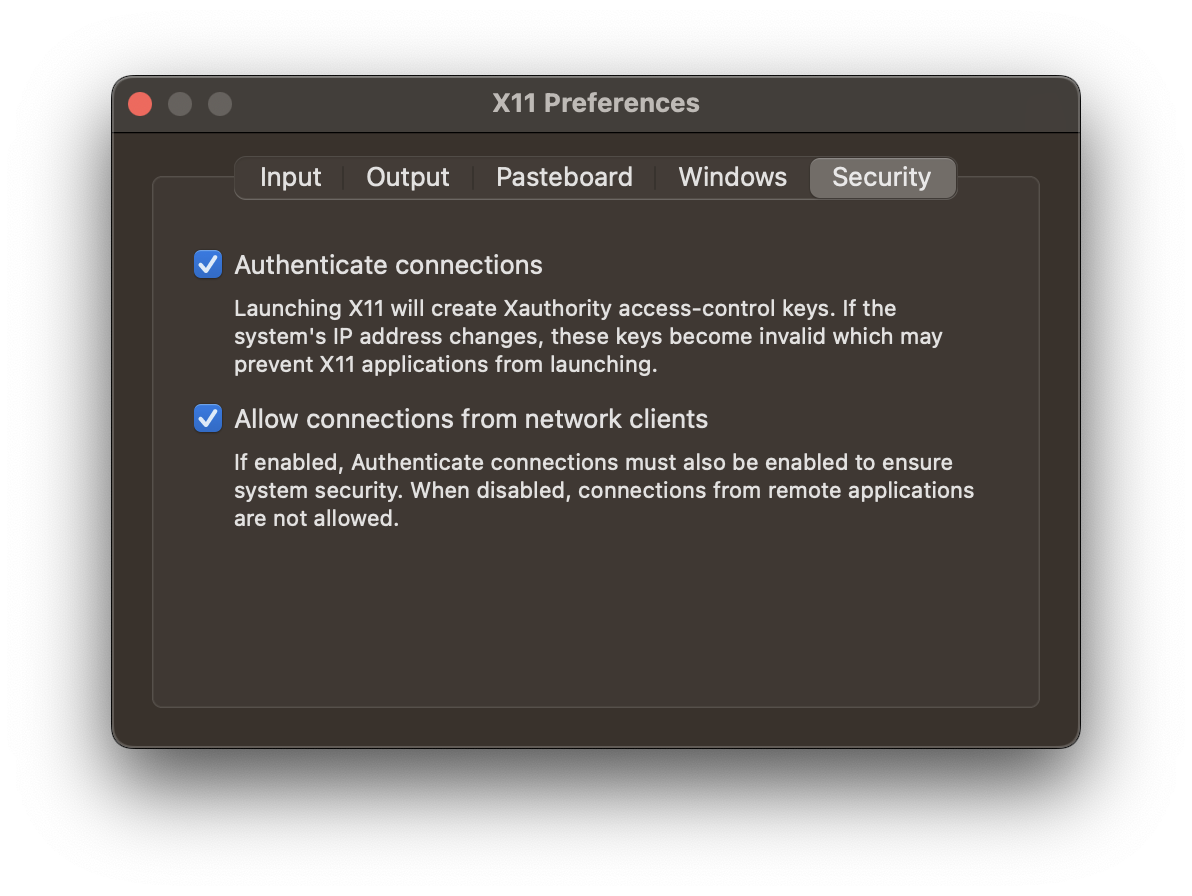 X11 Preferences
Input Output Pasteboard Windows Security
Authenticate connections
Launching X11 will create Xauthority access-control keys. If the
system's IP address changes, these keys become invalid which may
prevent X11 applications from launching.
Allow connections from network clients
If enabled, Authenticate connections must also be enabled to ensure
system security. When disabled, connections from remote applications
are not allowed.